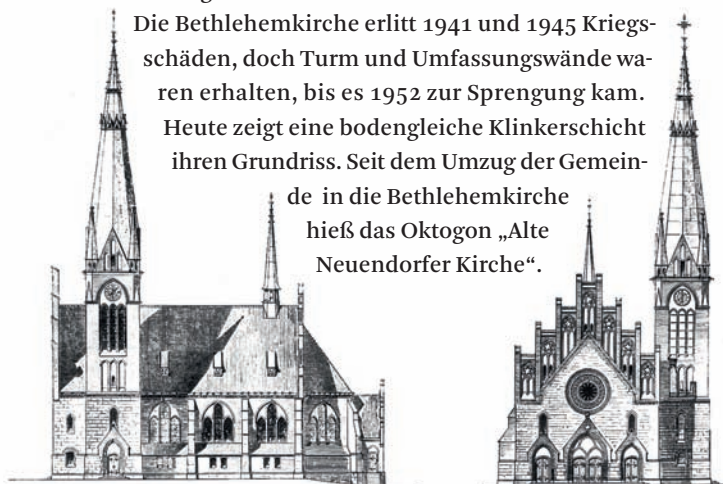 Die Bethlehemkirche erlitt 1941 und 1945 Kriegs-
schäden, doch Turm und Umfassungswände wa-
ren erhalten, bis es 1952 zur Sprengung kam.
Heute zeigt eine bodengleiche Klinkerschicht
ihren Grundriss. Seit dem Umzug der Gemein-
de in die Bethlehemkirche
hieß das Oktogon „Alte
Neuendorfer Kirche“.